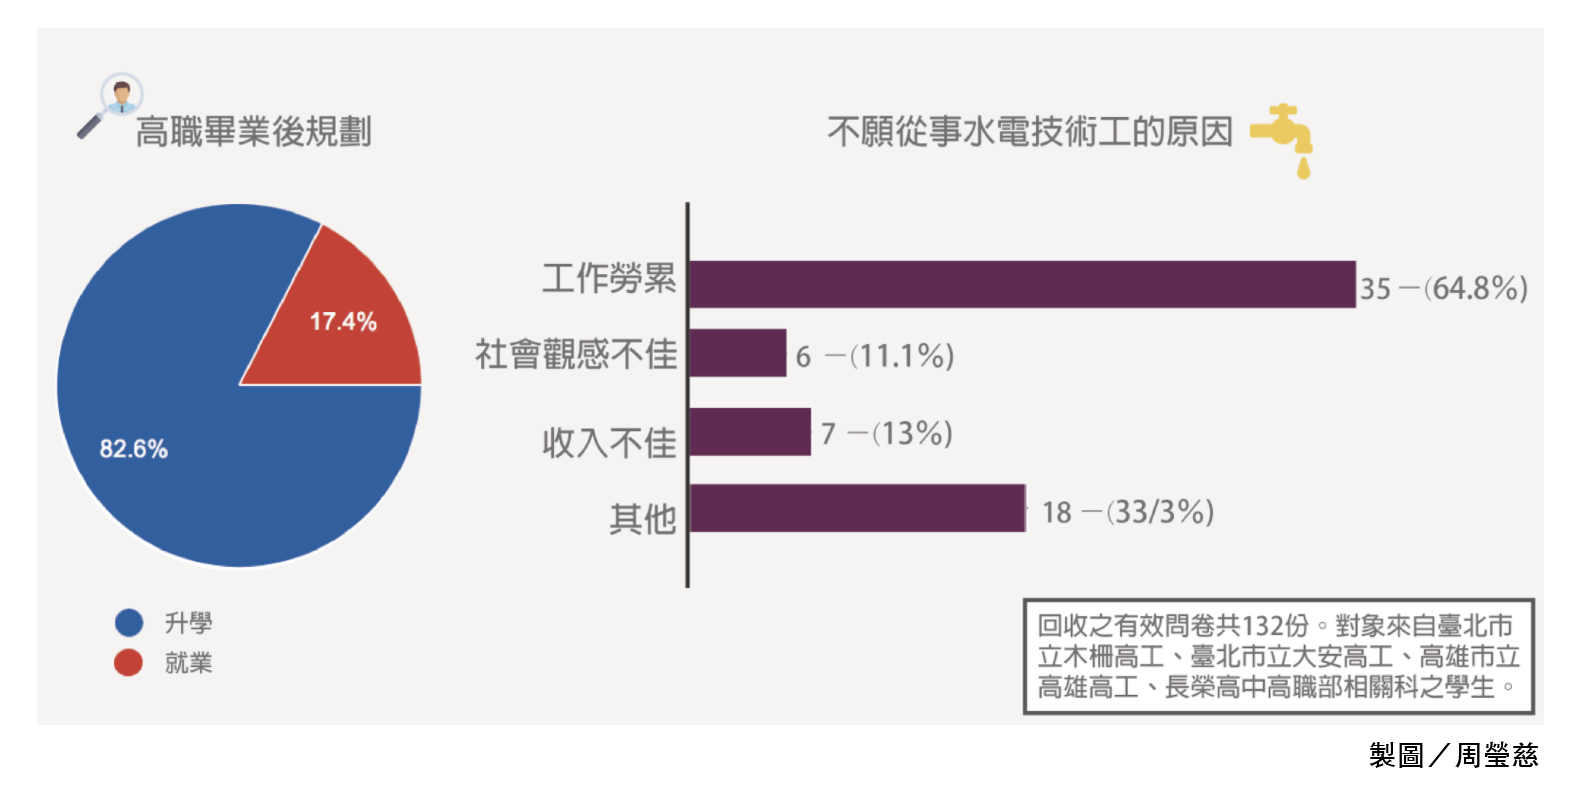 高職畢業後規劃
17.4%
82.6%
升學
就業
不願從事水電技術工的原因
工作勞累 35 —(64.8%)
社會觀感不佳 6 —(11.1%)
收入不佳 7 —(13%)
其他 18 —(33/3%)
回收之有效問卷共132份。對象來自臺北市
立木柵高工、臺北市立大安高工、高雄市立
高雄高工、長榮高中高職部相關科之學生。
製圖／周瑩慈